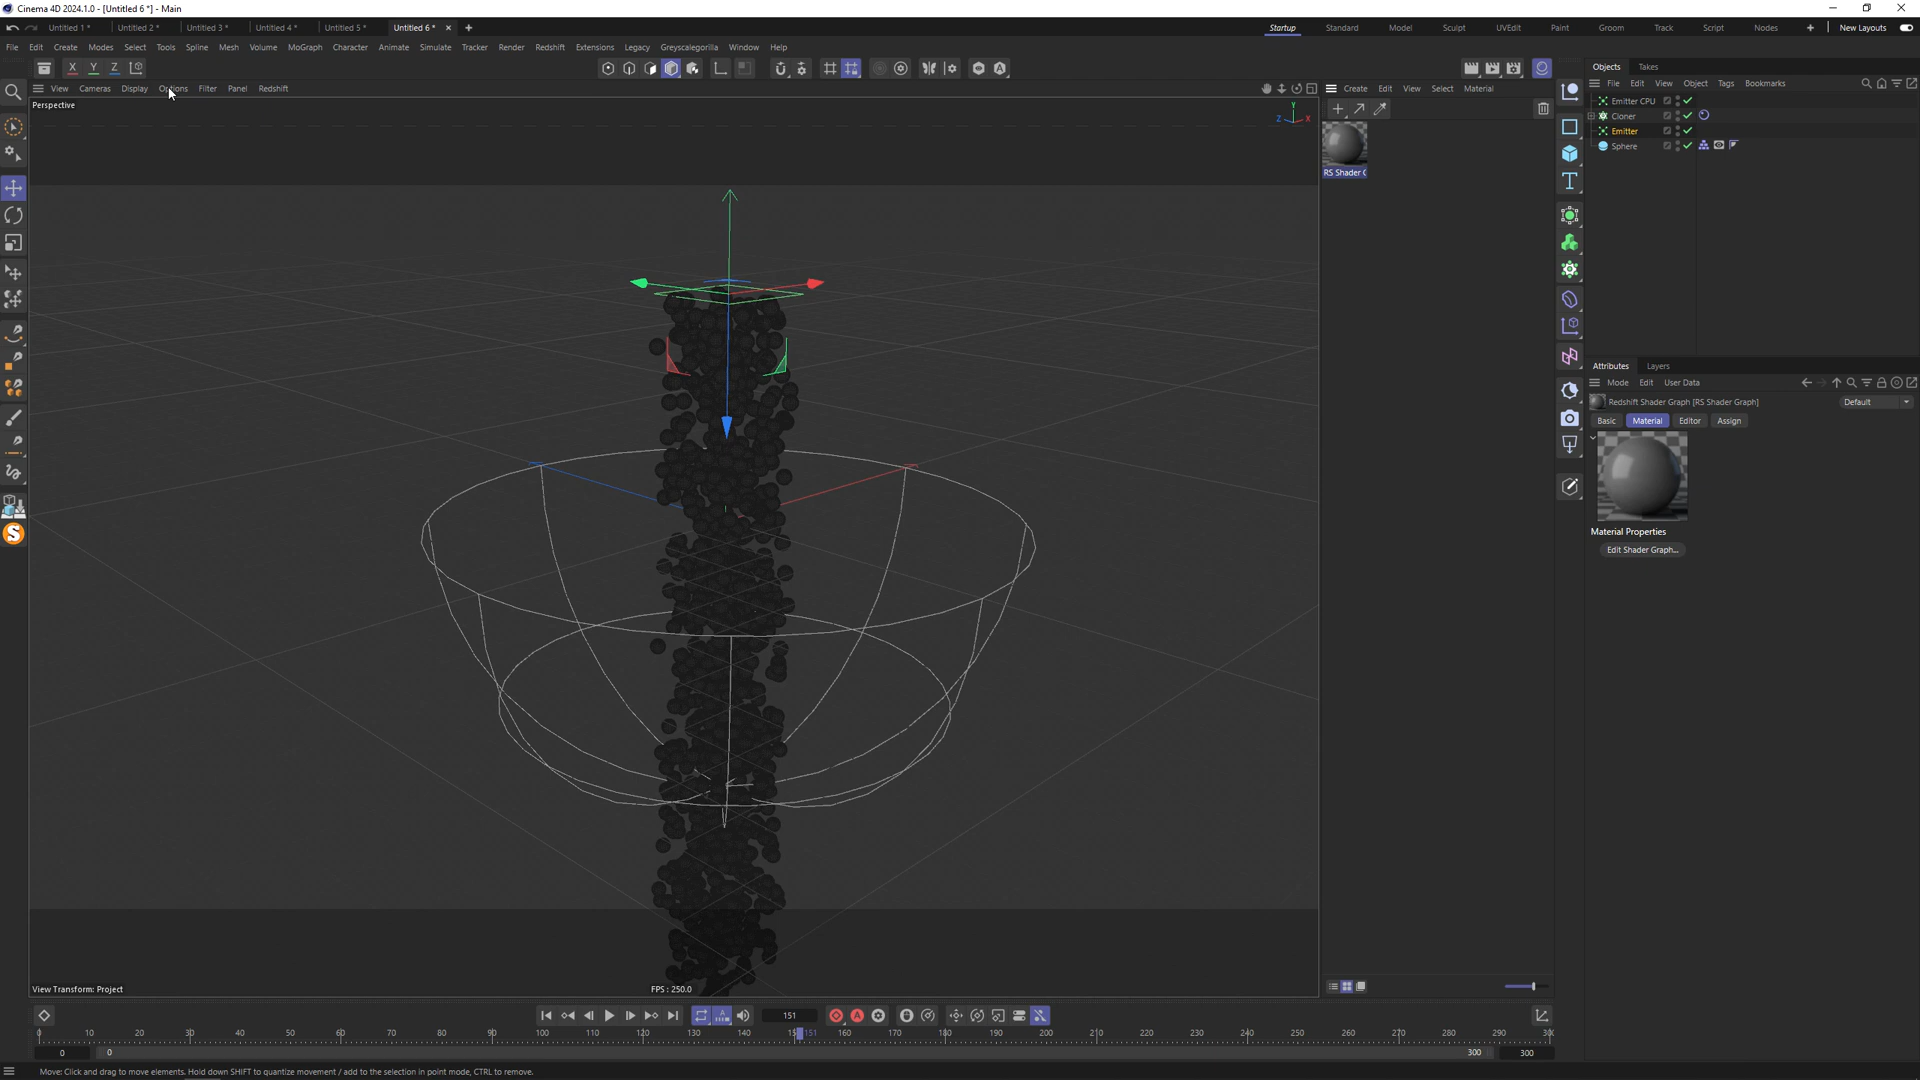 Cinema 4D 2024.1.0 - [Untitled 6 *] - Main
Untitled 1 * Untitled 2 * Untitled 3 * Untitled 4 * Untitled 5 * Untitled 6 * Startup Standard Model Sculpt UVEdit Paint Groom Track Script Nodes New Layouts
File Edit Create Modes Select Tools Spline Mesh Volume MoGraph Character Animate Simulate Tracker Render Redshift Extensions Legacy Greyscalegorilla Window Help
X Y Z
Objects Takes
View Cameras Display Options Filter Panel Redshift
Create Edit View Select Material
File Edit View Object Tags Bookmarks
Perspective
Y
Z X
Emitter CPU
Cloner
Emitter
Sphere
RS Shader G
Attributes Layers
Mode Edit User Data
Redshift Shader Graph [RS Shader Graph] Default
Basic Material Editor Assign
Material Properties
Edit Shader Graph...
View Transform: Project
FPS : 250.0
151
0 10 20 30 40 50 60 70 80 90 100 110 120 130 140 151 160 170 180 190 200 210 220 230 240 250 260 270 280 290
0 0 300 300
Move: Click and drag to move elements. Hold down SHIFT to quantize movement / add to the selection in point mode, CTRL to remove.